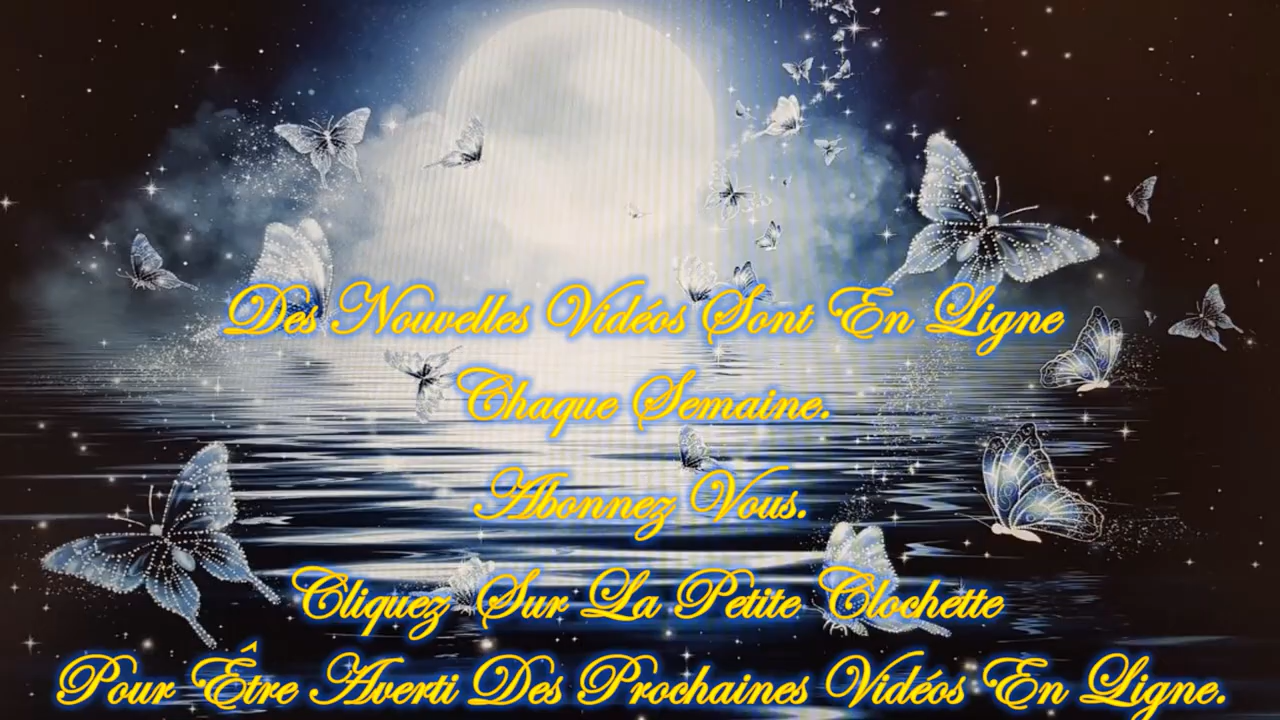 Des Nouvelles Vidéos Sont En Ligne
Chaque Semaine.
Abonnez Vous.
Cliquez Sur La Petite Clochette
Pour Être Averti Des Prochaines Vidéos En Ligne.